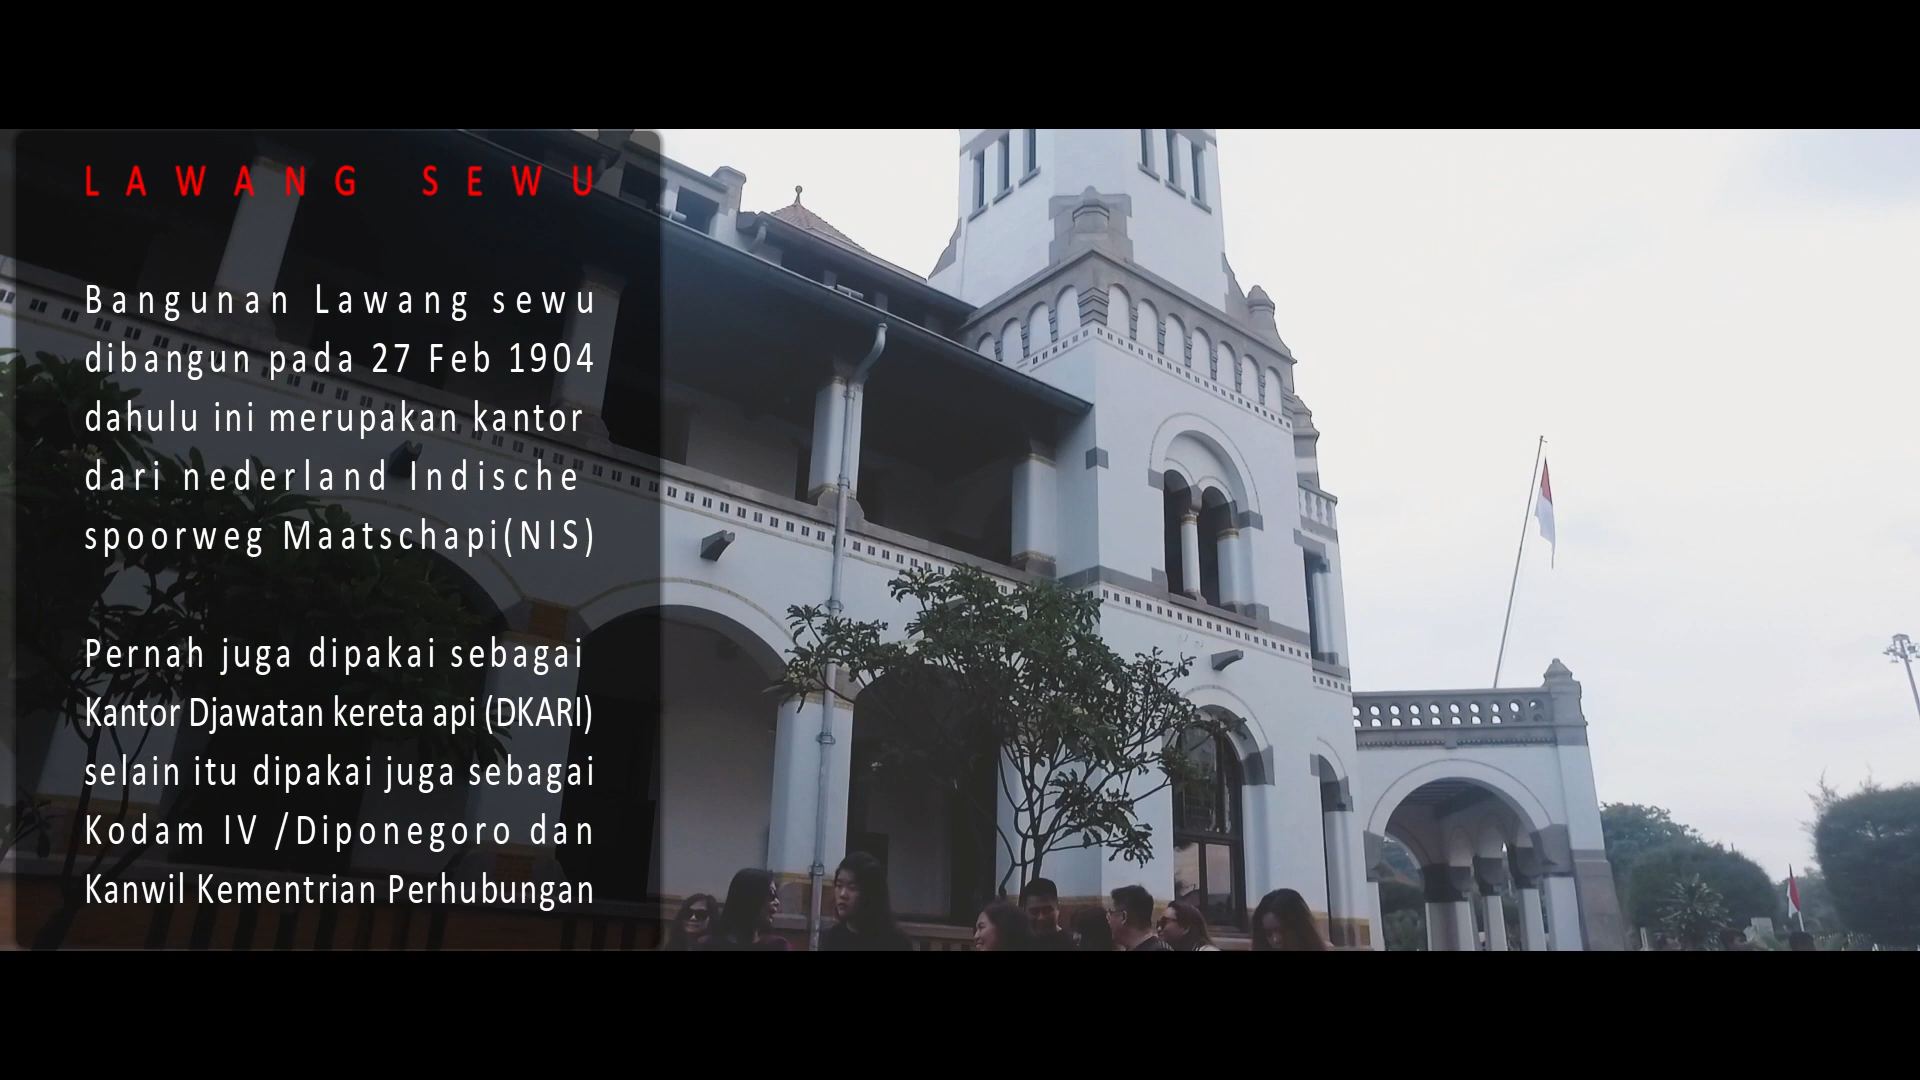 LAWANG SEWU
Bangunan Lawang sewu
dibangun pada 27 Feb 1904
dahulu ini merupakan kantor
dari nederland Indische
spoorweg Maatschapi(NIS)
Pernah juga dipakai sebagai
Kantor Djawatan kereta api (DKARI)
selain itu dipakai juga sebagai
Kodam IV /Diponegoro dan
Kanwil Kementrian Perhubungan